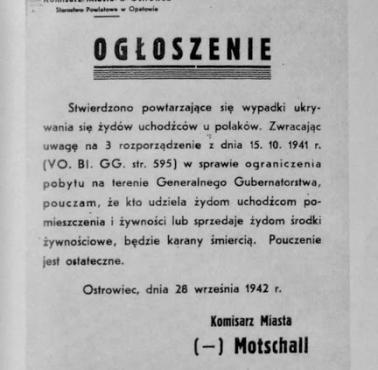 Komisarz Miasta
Starostwo Powiatowe w Opatowie
OGŁOSZENIE
Stwierdzono powtarzające się wypadki ukry-
wania się żydów uchodźców u polaków. Zwracając
uwagę na 3 rozporządzenie z dnia 15. 10. 1941 r.
(VO. Bl. GG. str. 595) w sprawie ograniczenia
pobytu na terenie Generalnego Gubernatorstwa,
pouczam, że kto udziela żydom uchodźcom po-
mieszczenia i żywności lub sprzedaje żydom środki
żywnościowe, będzie karany śmiercią. Pouczenie
jest ostateczne.
Ostrowiec, dnia 28 września 1942 r.
Komisarz Miasta
(—) Motschall